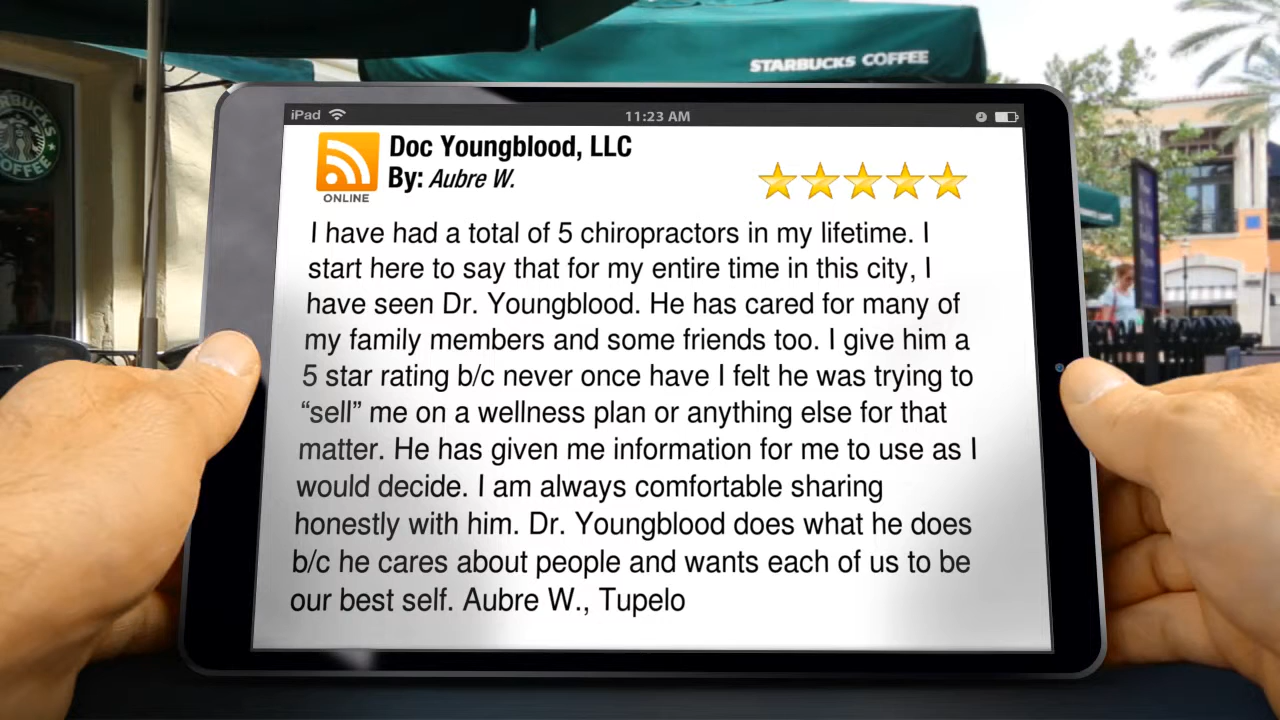 STARBUCKS COFFEE
RBUCKS
OFFEE
iPad
11:23 AM
Doc Youngblood, LLC
By: Aubre W.
ONLINE
I have had a total of 5 chiropractors in my lifetime. I
start here to say that for my entire time in this city, I
have seen Dr. Youngblood. He has cared for many of
my family members and some friends too. I give him a
5 star rating b/c never once have I felt he was trying to
“sell” me on a wellness plan or anything else for that
matter. He has given me information for me to use as I
would decide. I am always comfortable sharing
honestly with him. Dr. Youngblood does what he does
b/c he cares about people and wants each of us to be
our best self. Aubre W., Tupelo